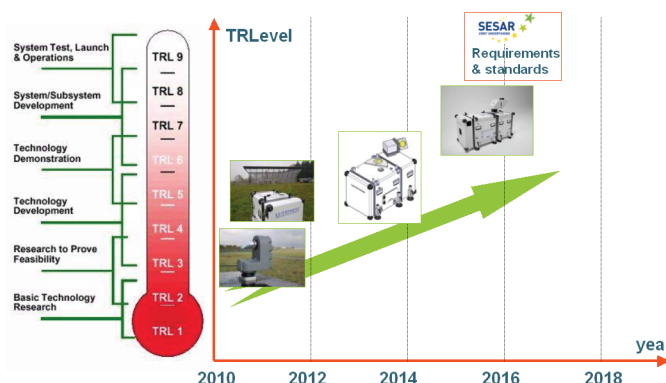 System Test, Launch
& Operations
System/Subsystem
Development
Technology
Demonstration
Technology
Development
Research to Prove
Feasibility
Basic Technology
Research
TRL 9
TRL 8
TRL 7
TRL 6
TRL 5
TRL 4
TRL 3
TRL 2
TRL 1
TRLevel
SESAR
JOINT UNDERTAKING
Requirements
& standards
yea
2010
2012
2014
2016
2018